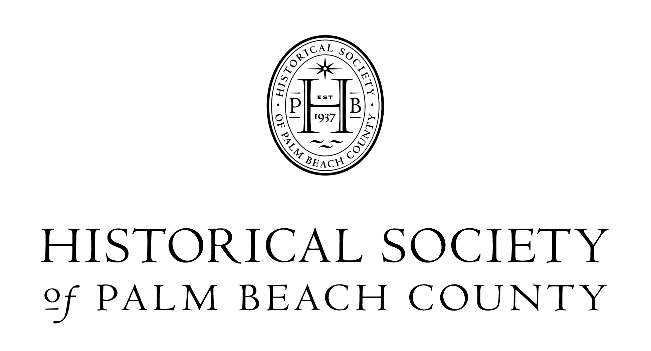 HISTORICAL SOCIETY
P H B
EST
1937
OF PALM BEACH COUNTY
HISTORICAL SOCIETY
of PALM BEACH COUNTY